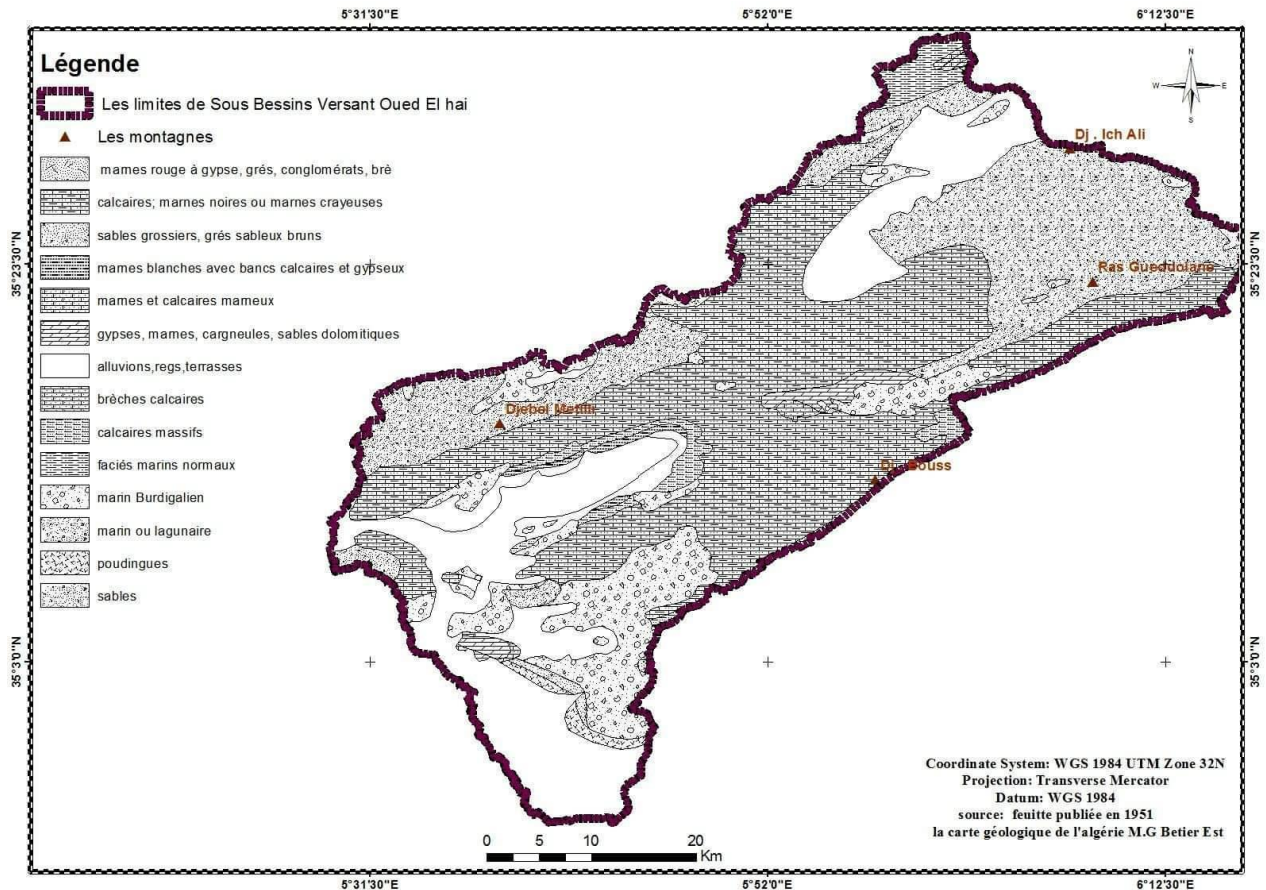 5°31'30"E
5°52'0"E
6°12'30"E
Légende
Les limites de Sous Bessins Versant Oued El hai
Les montagnes
mames rouge à gypse, grés, conglomérats, brè
calcaires; marnes noires ou marnes crayeuses
sables grossiers, grés sableux bruns
mames blanches avec bancs calcaires et gypseux
mames et calcaires mameux
gypses, mames, cargneules, sables dolomitiques
alluvions,regs,terrasses
brèches calcaires
calcaires massifs
faciés marins normaux
marin Burdigalien
marin ou lagunaire
poudingues
sables
N
W
E
S
Dj . Ich Ali
Ras Gueddolane
Djebel Metlili
Dj. Bouss
35°23'30"N
35°23'30"N
35°3'0"N
35°3'0"N
Coordinate System: WGS 1984 UTM Zone 32N
Projection: Transverse Mercator
Datum: WGS 1984
source: feuitte publiée en 1951
la carte géologique de l'algérie M.G Betier Est
0 5 10 20
Km
5°31'30"E
5°52'0"E
6°12'30"E